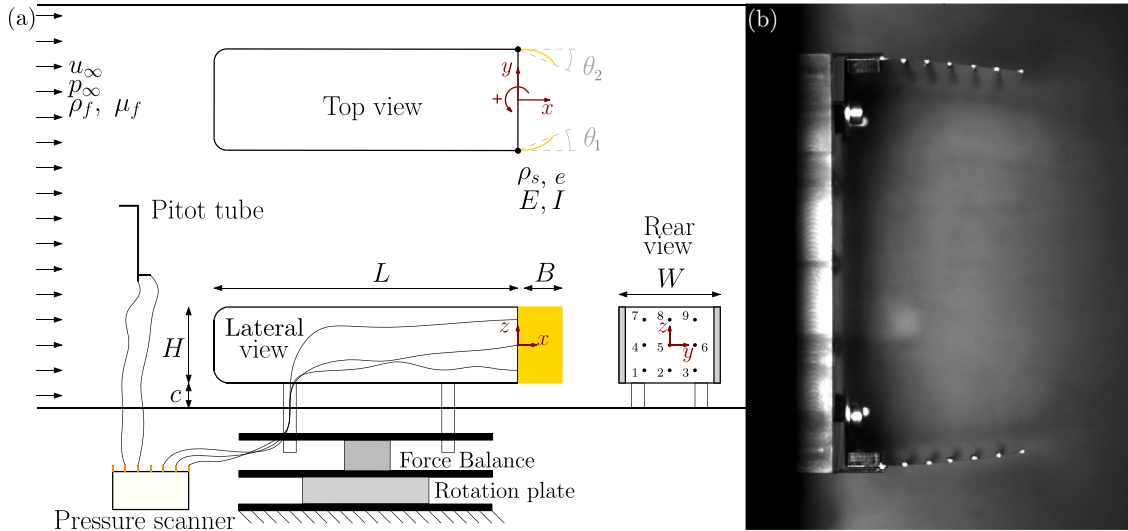 (a)
(b)
u∞
p∞
ρf, μf
y
θ2
Top view
+
x
θ1
ρs, e
E, I
Pitot tube
Rear
view
L
B
W
H
Lateral
view
z
x
7 8 9
z
4 5 6
y
1 2 3
c
Force Balance
Rotation plate
Pressure scanner